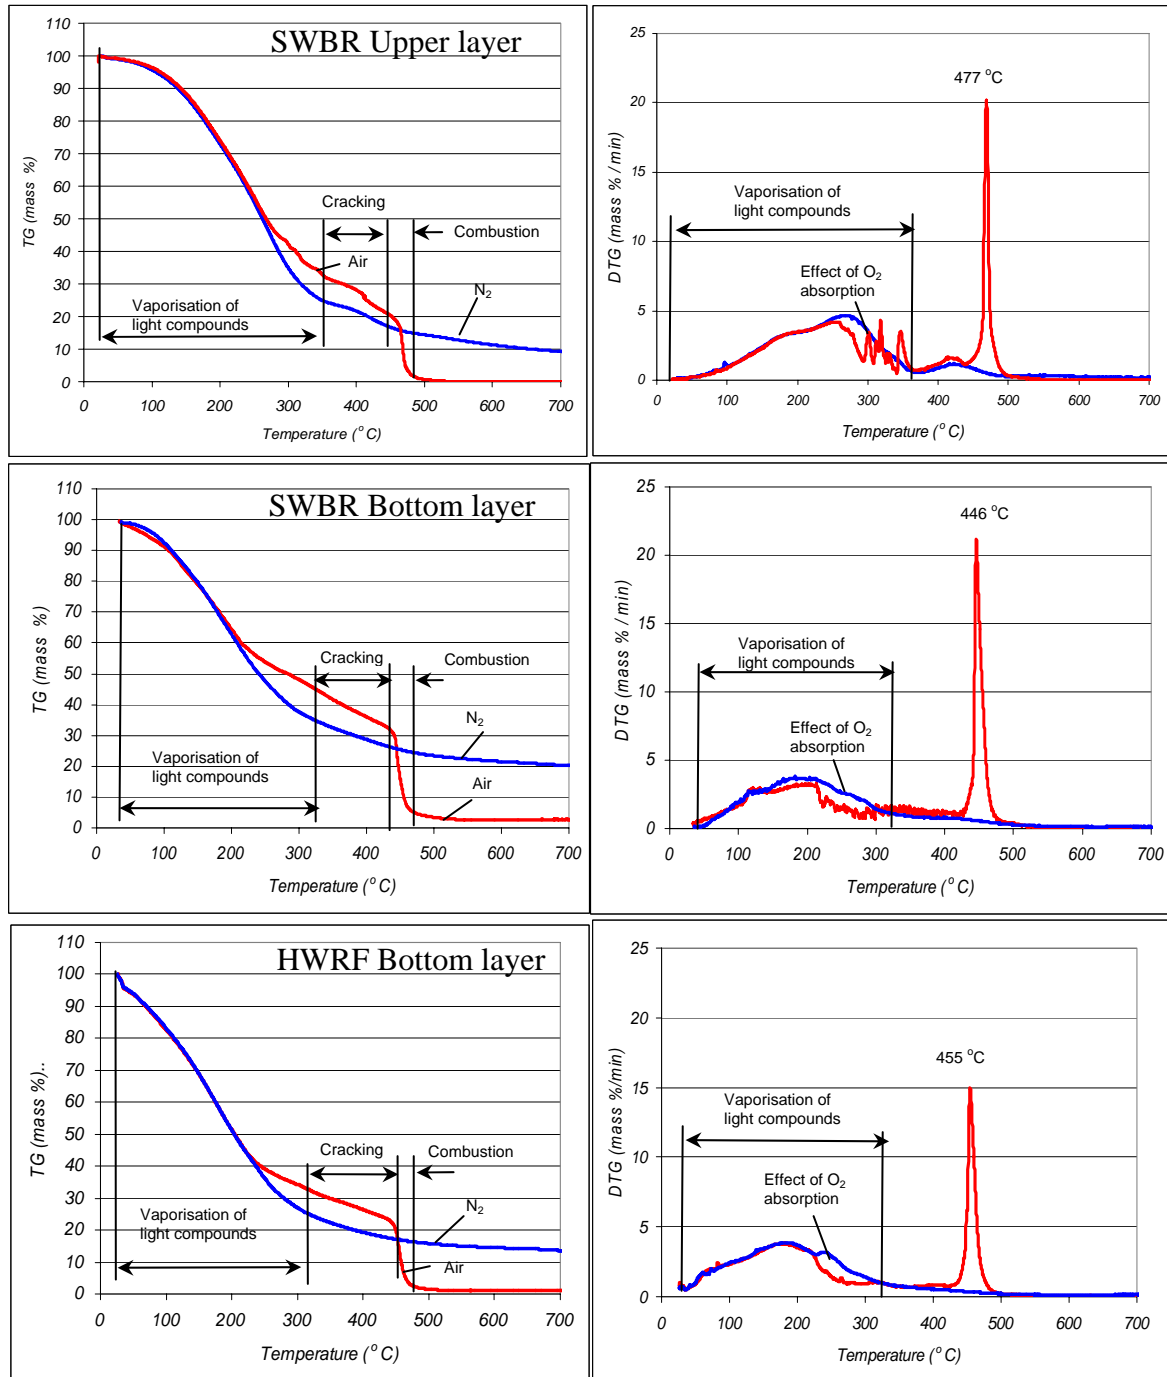 SWBR Upper layer
110
100
90
80
70
60
50
40
30
20
10
0
TG (mass %)
Cracking
Combustion
Air
N2
Vaporisation of
light compounds
0 100 200 300 400 500 600 700
Temperature (° C)
25
20
15
10
5
0
DTG (mass % / min)
477 °C
Vaporisation of
light compounds
Effect of O2
absorption
0 100 200 300 400 500 600 700
Temperature (° C)
SWBR Bottom layer
110
100
90
80
70
60
50
40
30
20
10
0
TG (mass %)
Cracking
Combustion
N2
Vaporisation of
light compounds
Air
0 100 200 300 400 500 600 700
Temperature (° C)
25
20
15
10
5
0
DTG (mass % / min)
446 °C
Vaporisation of
light compounds
Effect of O2
absorption
0 100 200 300 400 500 600 700
Temperature (° C)
HWRF Bottom layer
110
100
90
80
70
60
50
40
30
20
10
0
TG (mass %)..
Cracking
Combustion
N2
Vaporisation of
light compounds
Air
0 100 200 300 400 500 600 700
Temperature (° C)
25
20
15
10
5
0
DTG (mass %/min)
455 °C
Vaporisation of
light compounds
Effect of O2
absorption
0 100 200 300 400 500 600 700
Temperature (° C)